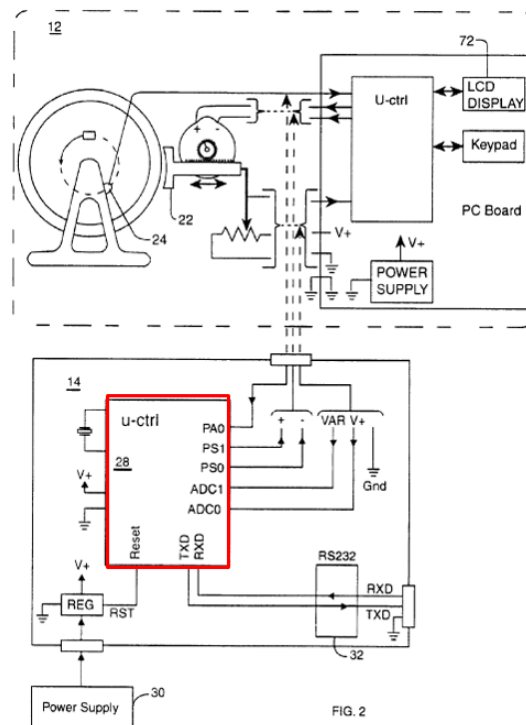 12
72
LCD
DISPLAY
U-ctrl
Keypad
PC Board
+ -
22
24
V+
V+
POWER
SUPPLY
14
u-ctrl
28
PA0
PS1
PS0
ADC1
ADC0
+ - VAR V+
Gnd
V+
Reset
TXD
RXD
RS232
RXD
TXD
V+
REG
RST
32
30
Power Supply
FIG. 2